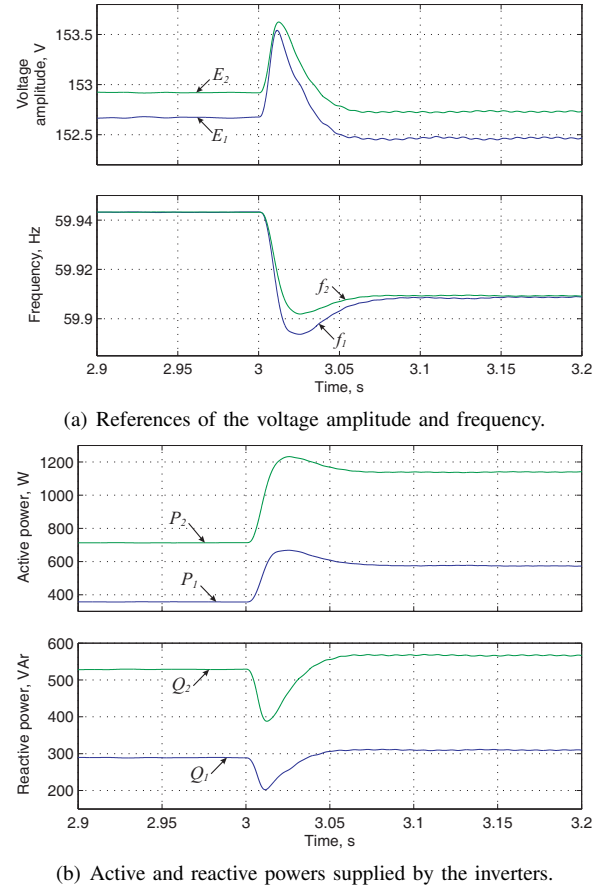 Voltage
amplitude, V
153.5
153
152.5
E2
E1
Frequency, Hz
59.94
59.92
59.9
f2
f1
2.9 2.95 3 3.05 3.1 3.15 3.2
Time, s
(a) References of the voltage amplitude and frequency.
Active power, W
1200
1000
800
600
400
P2
P1
Reactive power, VAr
600
500
400
300
200
Q2
Q1
2.9 2.95 3 3.05 3.1 3.15 3.2
Time, s
(b) Active and reactive powers supplied by the inverters.